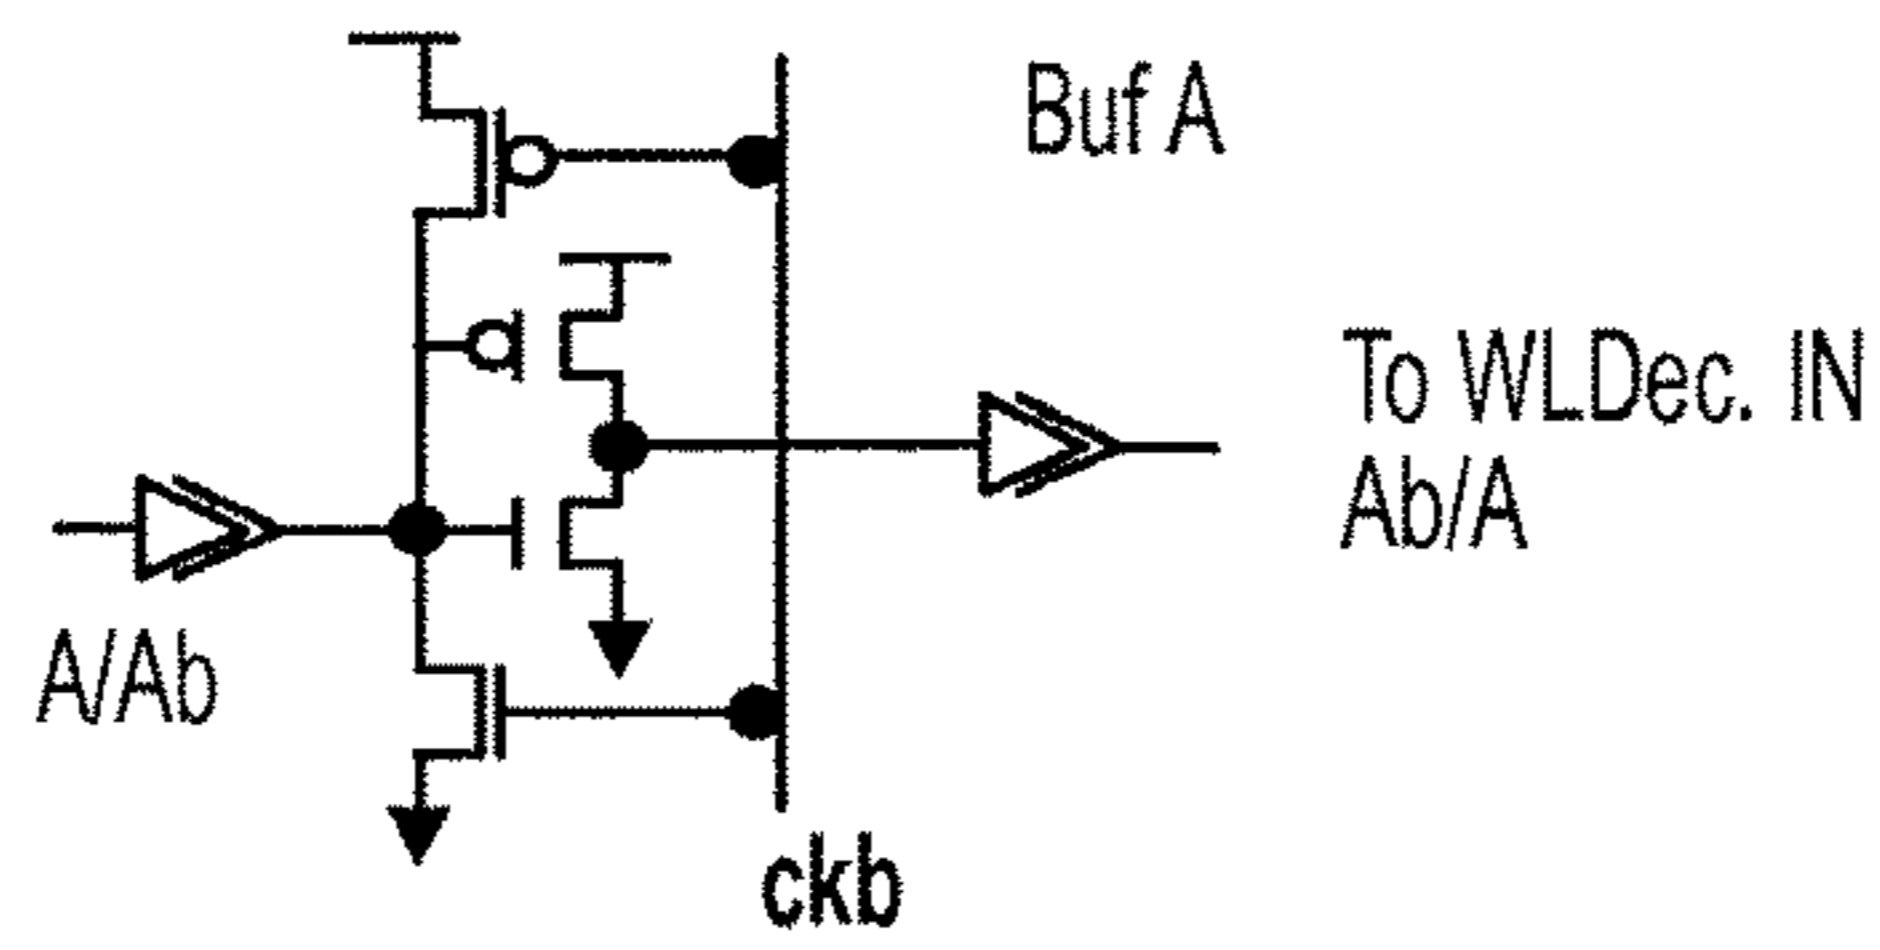 Buf A
To WLDec. IN
Ab/A
A/Ab
ckb